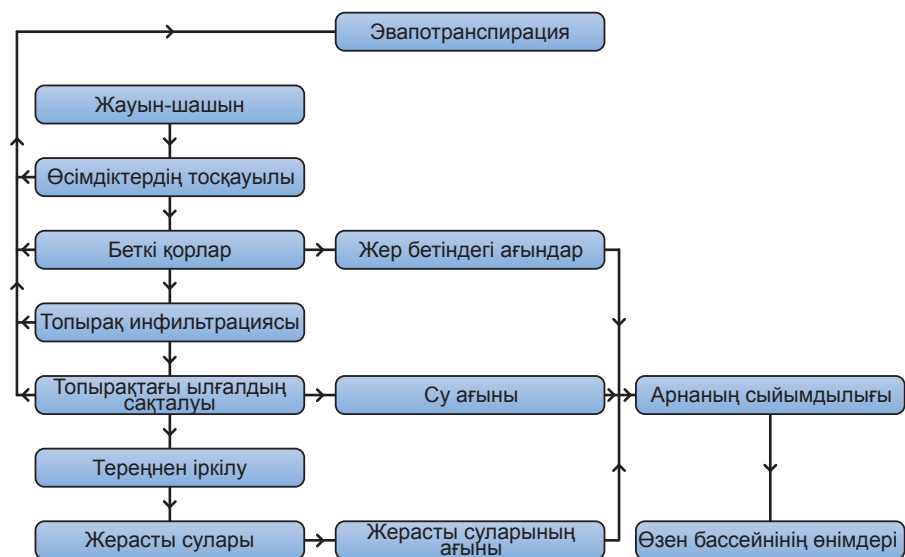 Эвапотранспирация
Жауын-шашын
Өсімдіктердің тосқауылы
Беткі қорлар
Жер бетіндегі ағындар
Топырақ инфильтрациясы
Топырақтағы ылғалдың
сақталуы
Су ағыны
Арнаның сыйымдылығы
Тереңнен іркілу
Жерасты сулары
Жерасты суларының
ағыны
Өзен бассейнінің өнімдері